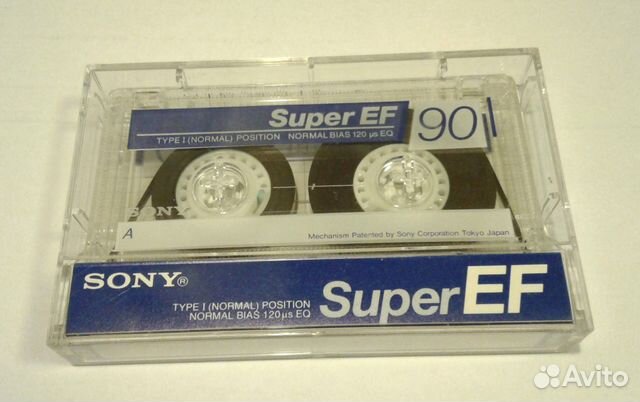 Super EF
TYPE I (NORMAL) POSITION NORMAL BIAS 120 µs EQ
90
SONY
A
Mechanism Patented by Sony Corporation Tokyo Japan
SONY®
TYPE I (NORMAL) POSITION
NORMAL BIAS 120 µs EQ
Super EF
Avito